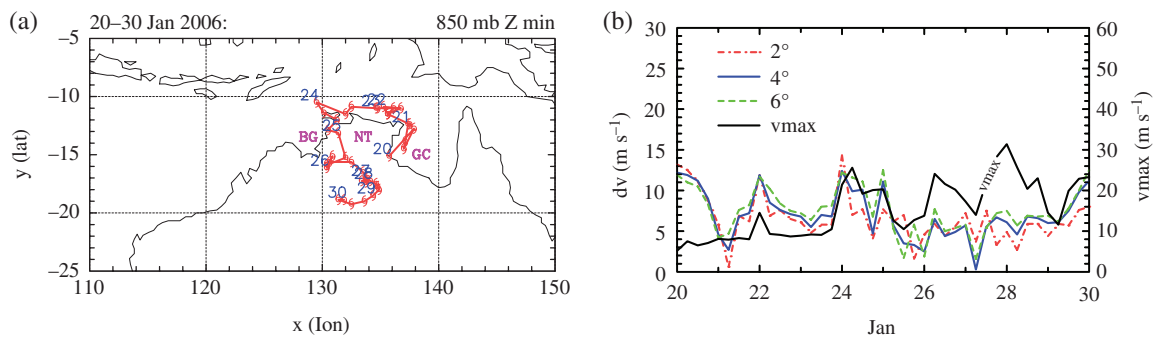 (a) 20–30 Jan 2006: 850 mb Z min
−5
−10
−15
−20
−25
y (lat)
110 120 130 140 150
x (Ion)
24
23 22
21
25
BG NT
20
GC
26
27
28
29
30
(b)
30
25
20
15
10
5
0
dv (m s⁻¹)
2°
4°
6°
vmax
vmax
60
50
40
30
20
10
0
vmax (m s⁻¹)
20 22 24 26 28 30
Jan